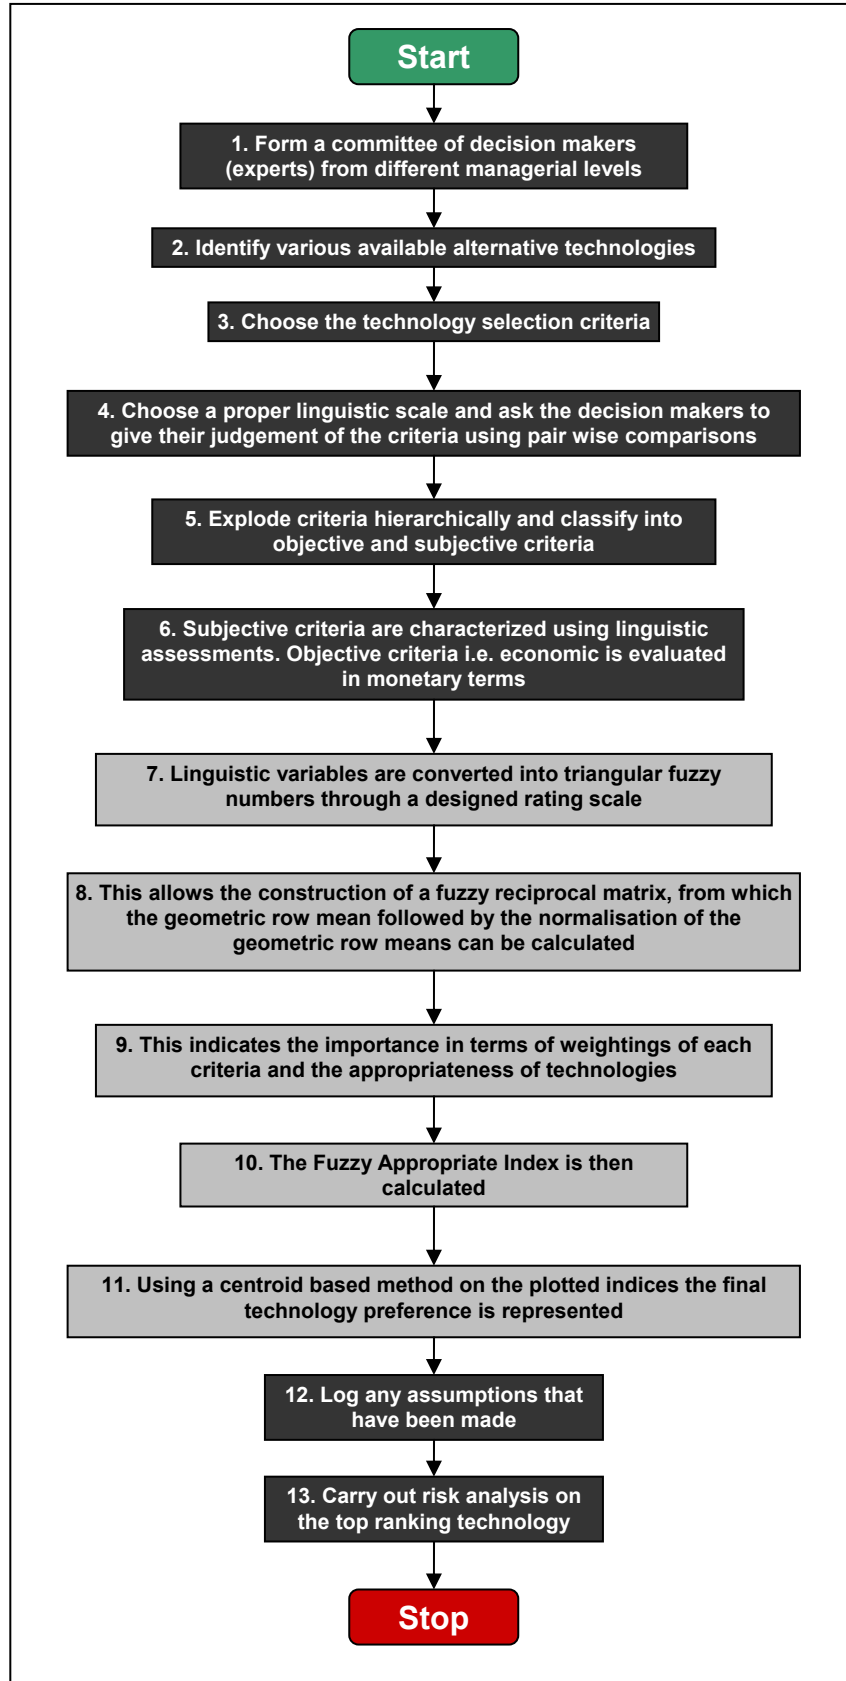 Start
1. Form a committee of decision makers
(experts) from different managerial levels
2. Identify various available alternative technologies
3. Choose the technology selection criteria
4. Choose a proper linguistic scale and ask the decision makers to
give their judgement of the criteria using pair wise comparisons
5. Explode criteria hierarchically and classify into
objective and subjective criteria
6. Subjective criteria are characterized using linguistic
assessments. Objective criteria i.e. economic is evaluated
in monetary terms
7. Linguistic variables are converted into triangular fuzzy
numbers through a designed rating scale
8. This allows the construction of a fuzzy reciprocal matrix, from which
the geometric row mean followed by the normalisation of the
geometric row means can be calculated
9. This indicates the importance in terms of weightings of each
criteria and the appropriateness of technologies
10. The Fuzzy Appropriate Index is then
calculated
11. Using a centroid based method on the plotted indices the final
technology preference is represented
12. Log any assumptions that
have been made
13. Carry out risk analysis on
the top ranking technology
Stop